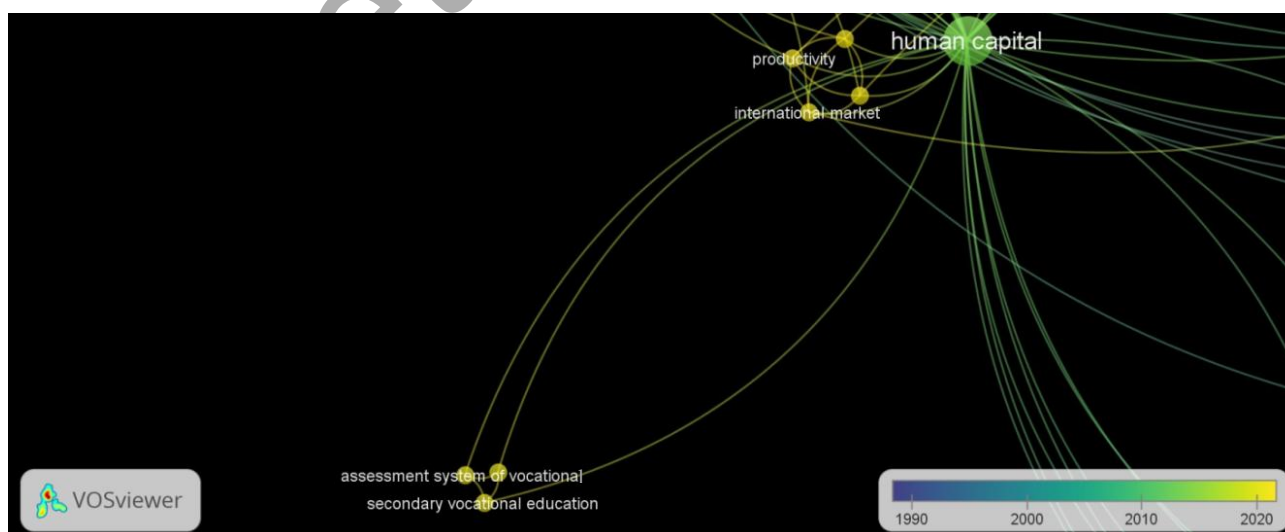 human capital
productivity
international market
assessment system of vocational
secondary vocational education
VOSviewer
1990 2000 2010 2020